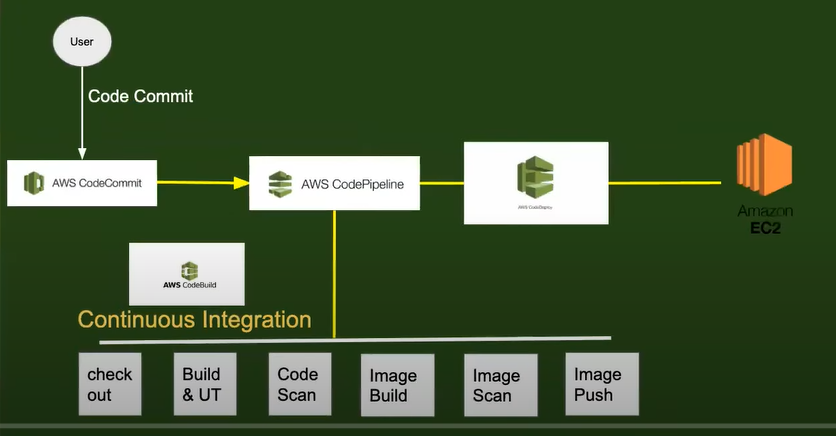 User
Code Commit
AWS CodeCommit
AWS CodePipeline
AWS CodeDeploy
Amazon
EC2
AWS CodeBuild
Continuous Integration
check
out
Build
& UT
Code
Scan
Image
Build
Image
Scan
Image
Push